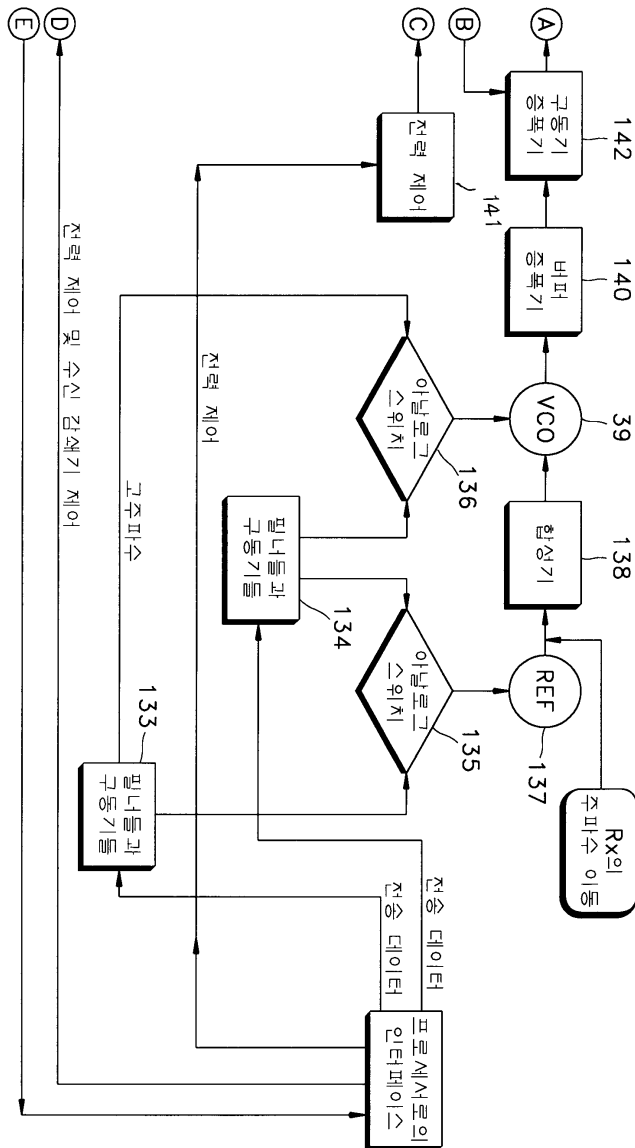 142
140
39
138
A
구동기
증폭기
버퍼
증폭기
VCO
합성기
Rx의
주파수 이동
B
REF
137
136
135
아날로그
스위치
아날로그
스위치
C
전력 제어
141
134
필너들과
구동기들
전력 제어
전송 데이터
전송 데이터
프로세서로의
인터페이스
133
필너들과
구동기들
고주파수
D
전력 제어 및 수신 감쇄기 제어
E